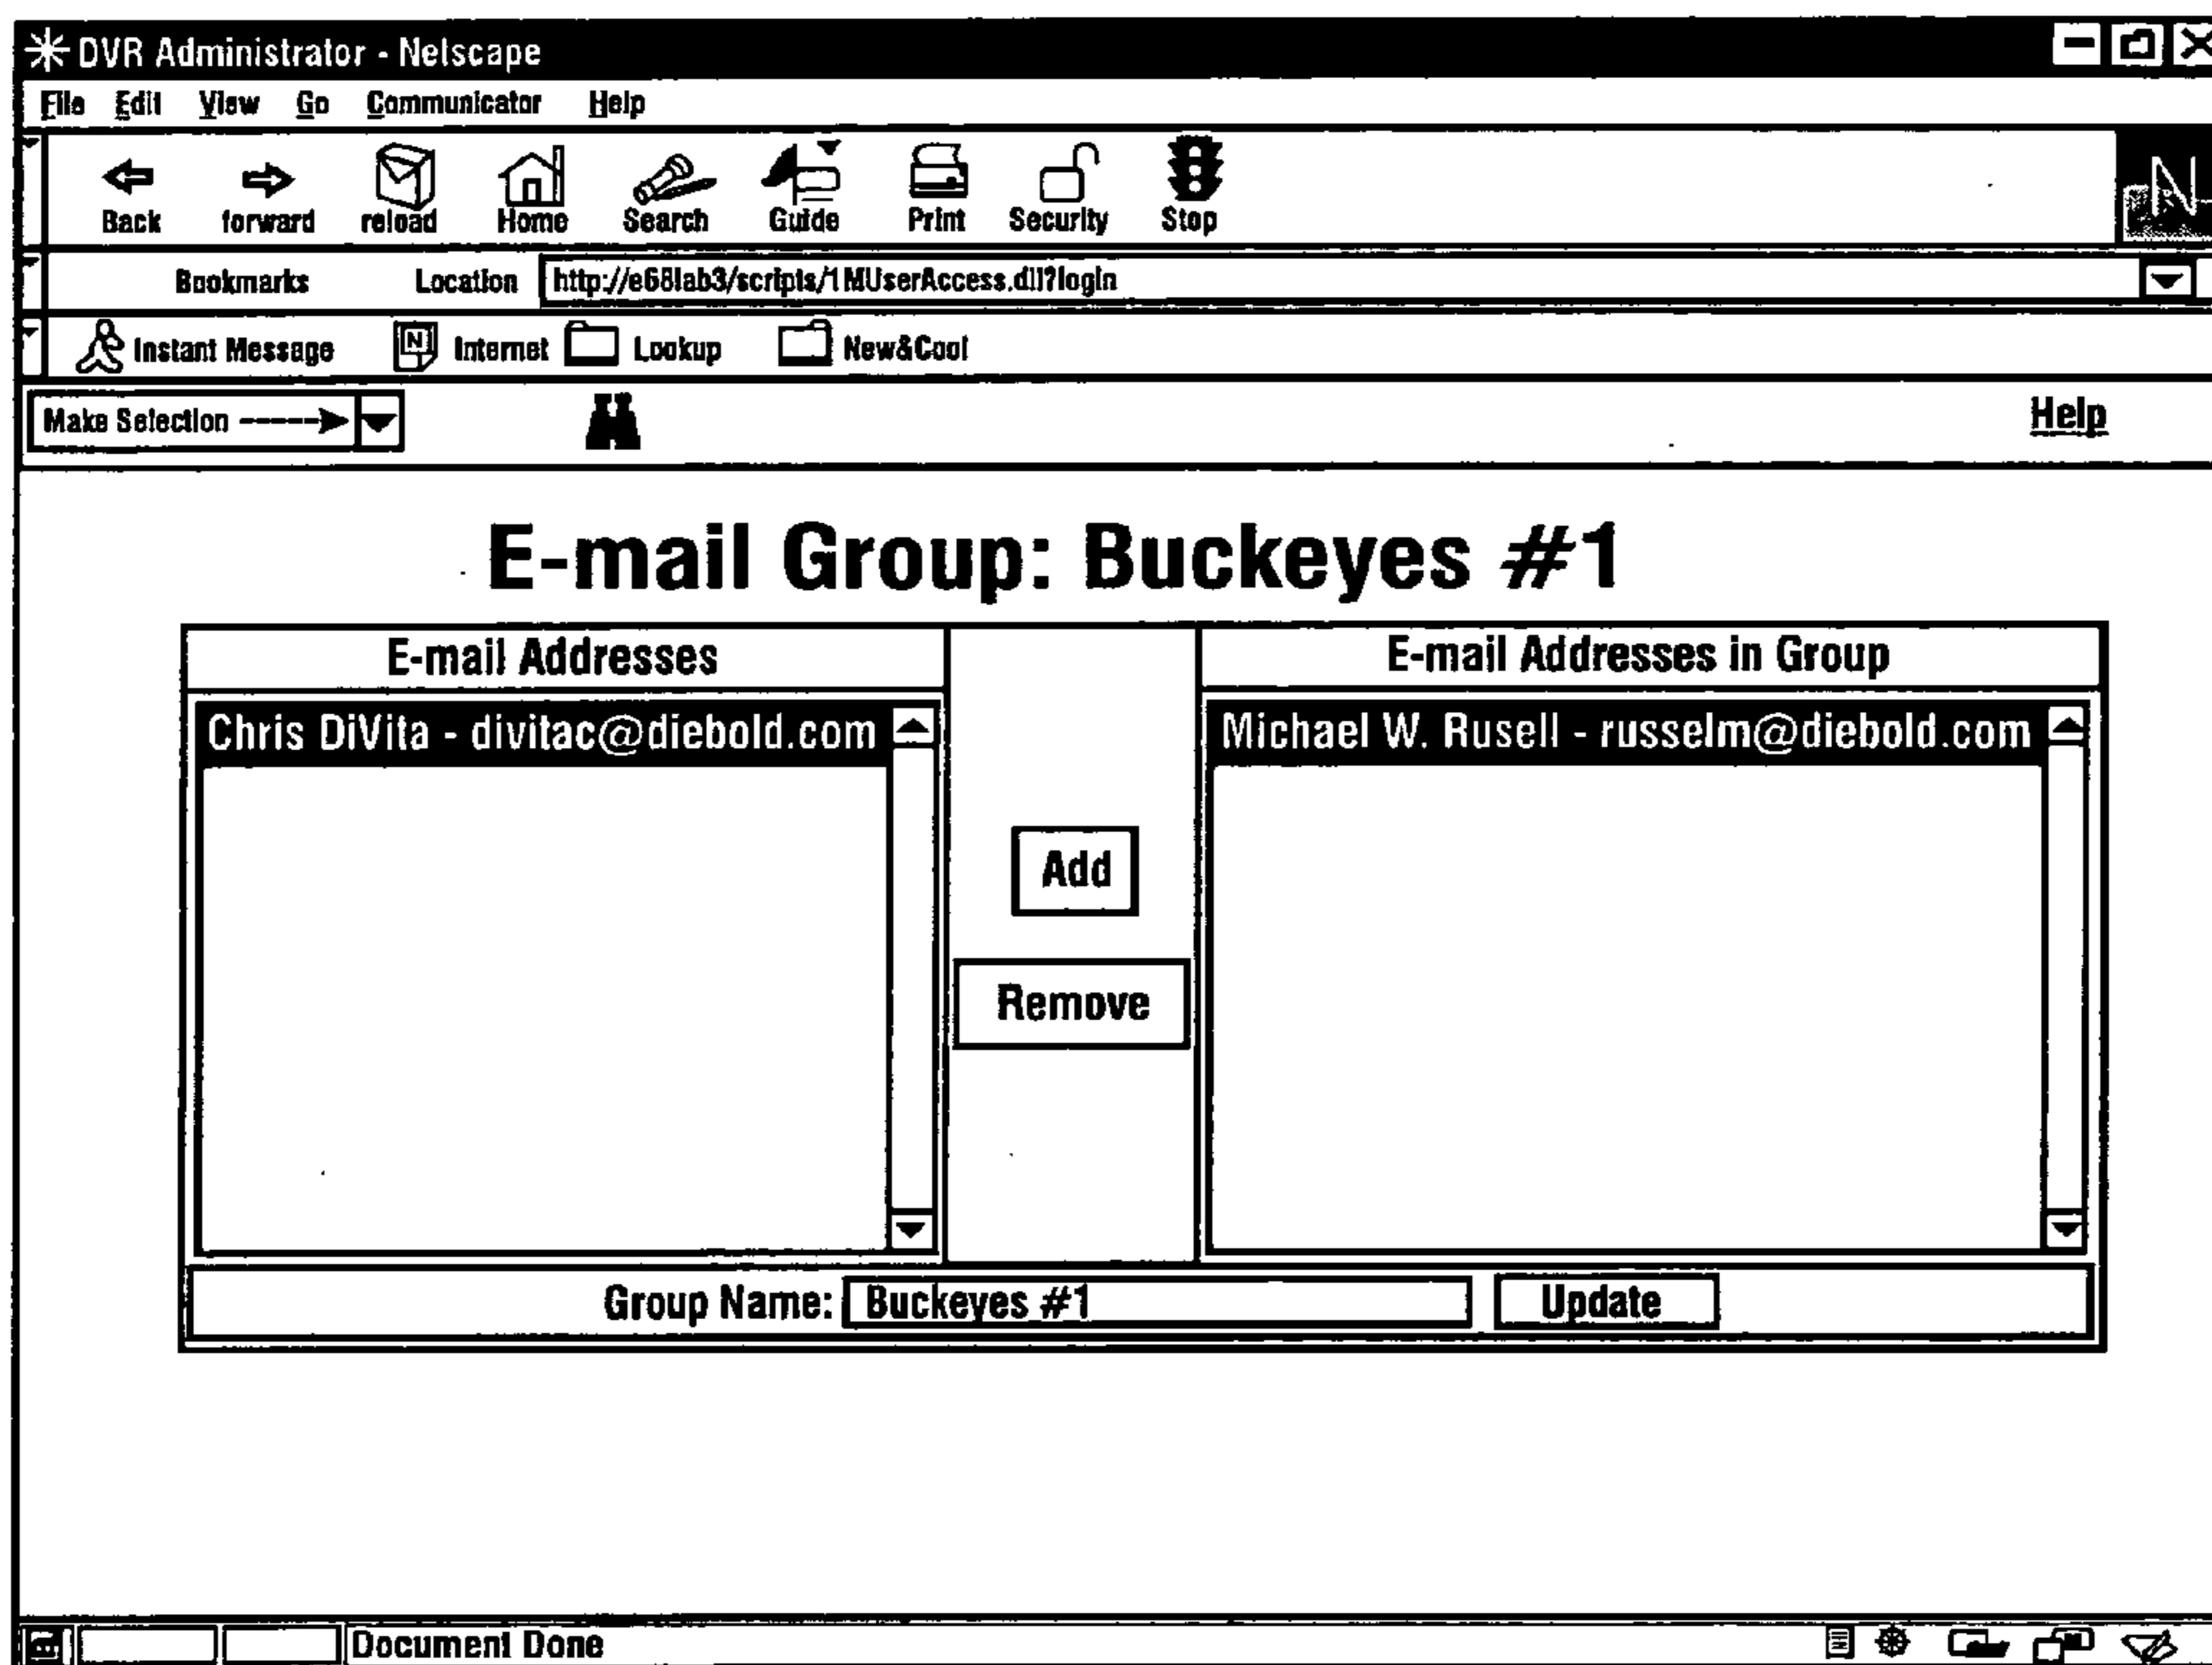 DVR Administrator - Netscape
File Edit View Go Communicator Help
Back forward reload Home Search Guide Print Security Stop
N
Bookmarks Location http://e68lab3/scripts/1MUserAccess.dll?login
Instant Message N Internet Lookup New&Cool
Make Selection -----> Help
E-mail Group: Buckeyes #1
E-mail Addresses E-mail Addresses in Group
Chris DiVita - divitac@diebold.com Michael W. Rusell - russelm@diebold.com
Add
Remove
Group Name: Buckeyes #1 Update
Document Done